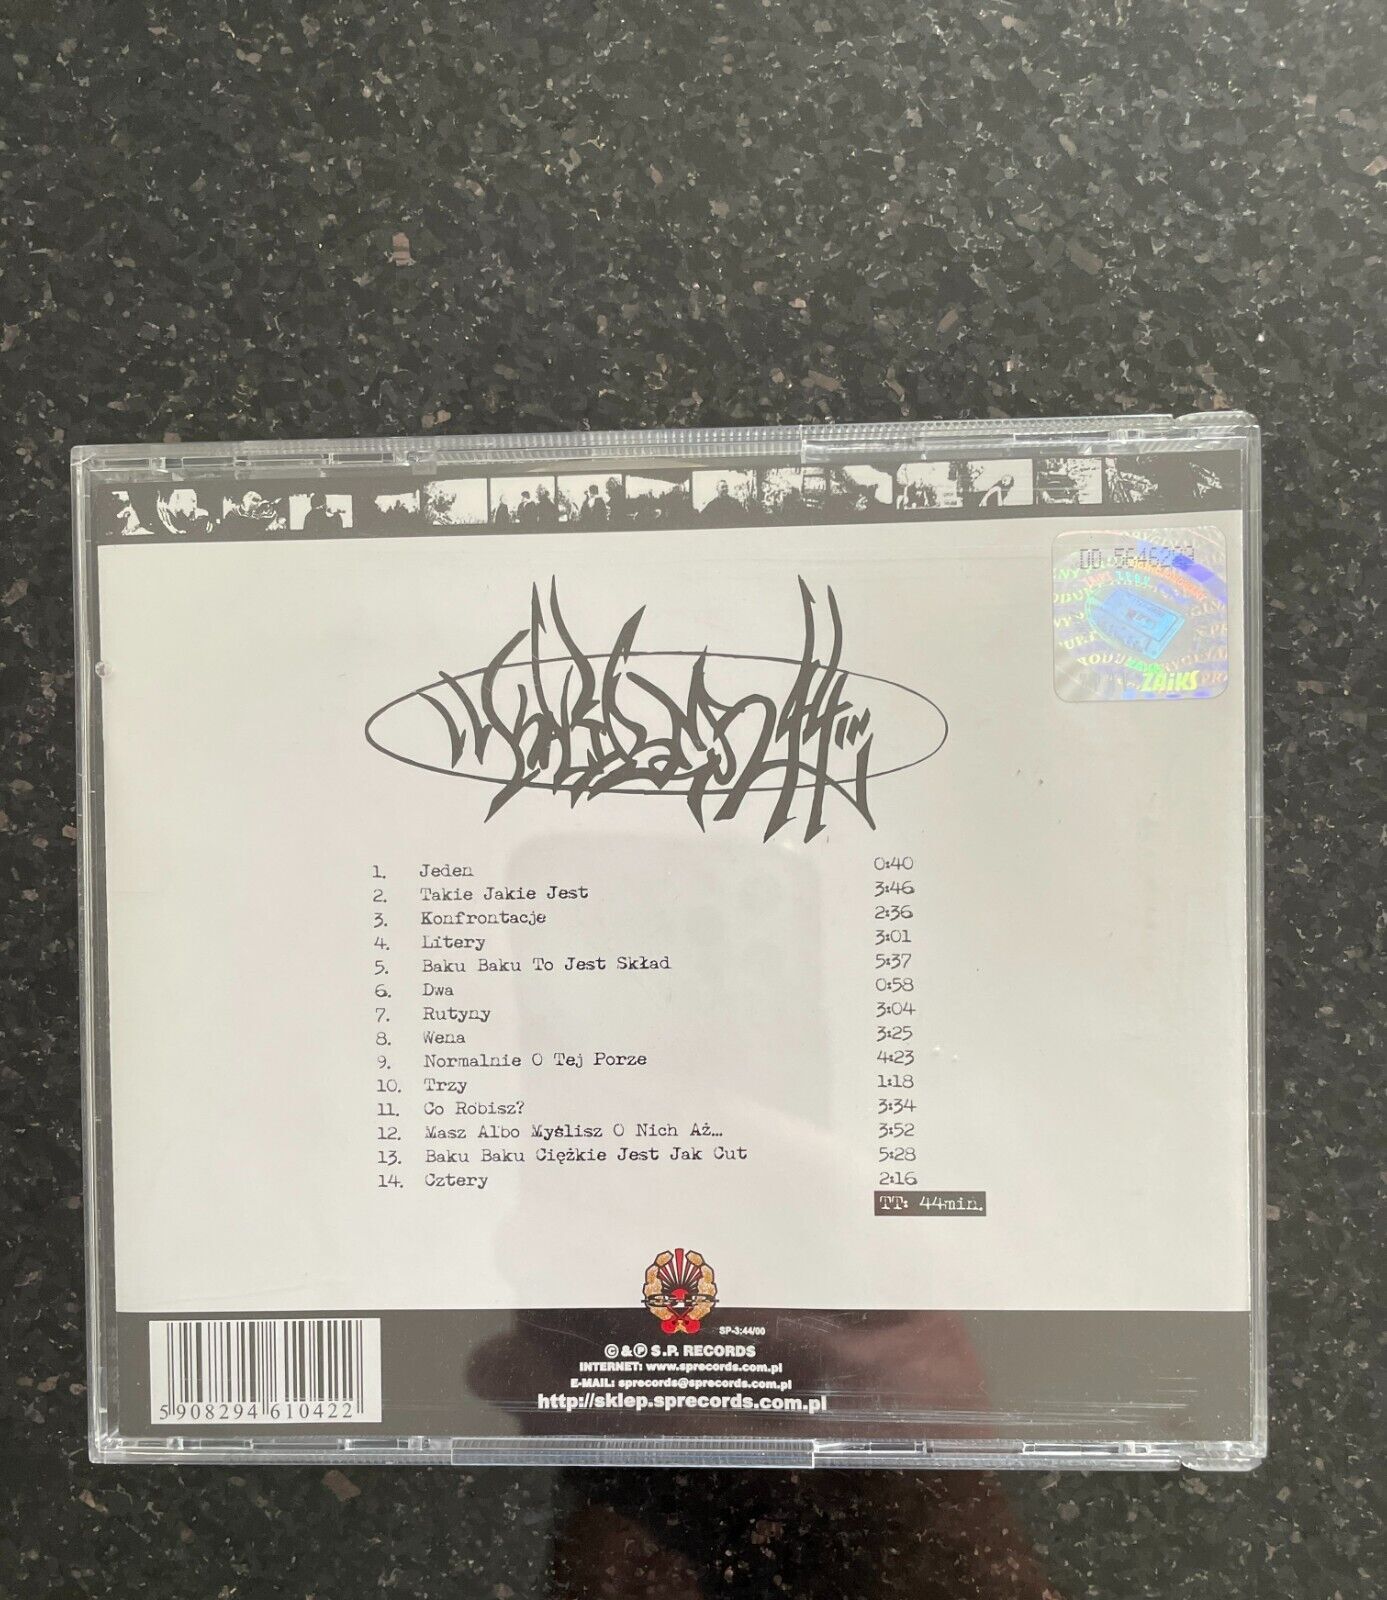 DD 5646
ZAiKS
1. Jeden 0:40
2. Takie Jakie Jest 3:46
3. Konfrontacje 2:36
4. Litery 3:01
5. Baku Baku To Jest Skład 5:37
6. Dwa 0:58
7. Rutyny 3:04
8. Wena 3:25
9. Normalnie O Tej Porze 4:23
10. Trzy 1:18
11. Co Robisz? 3:34
12. Masz Albo Myślisz O Nich Aż... 3:52
13. Baku Baku Ciężkie Jest Jak Cut 5:28
14. Cztery 2:16
TT: 44min.
SP-3:44/00
© & ℗ S.P. RECORDS
INTERNET: www.sprecords.com.pl
E-MAIL: sprecords@sprecords.com.pl
http://sklep.sprecords.com.pl
5 908294 610422